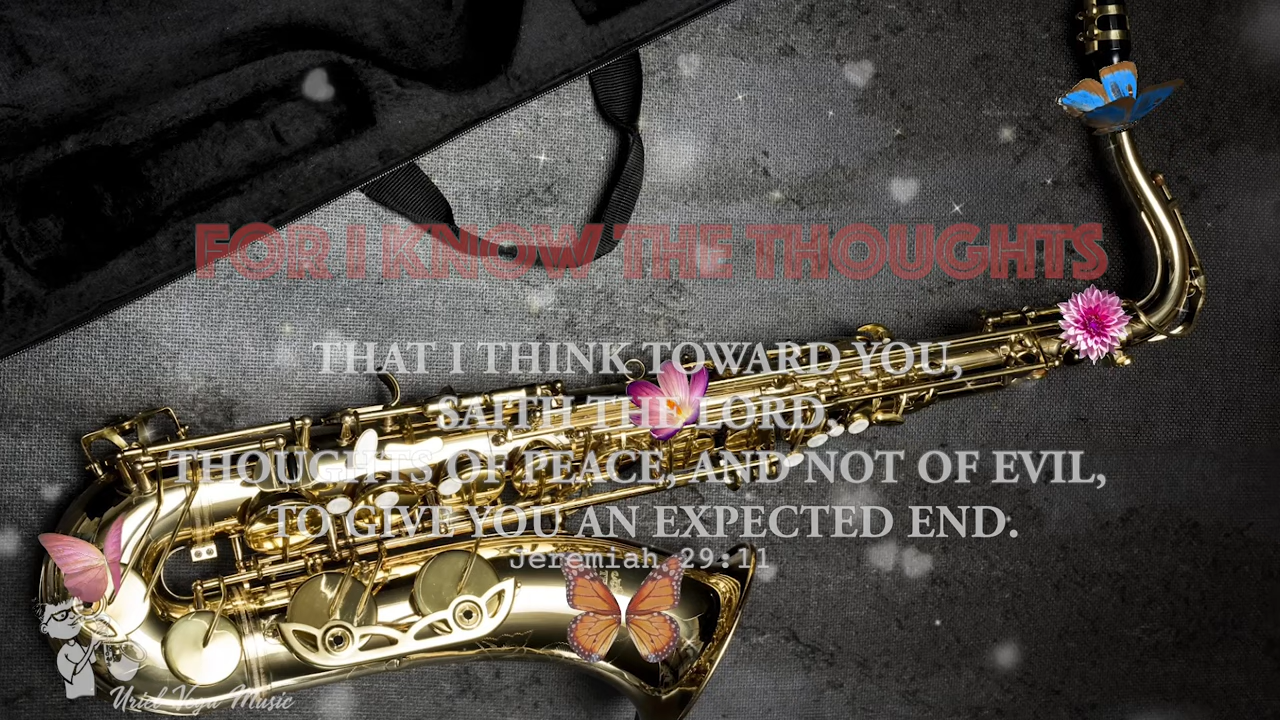 FOR I KNOW THE THOUGHTS
THAT I THINK TOWARD YOU,
SAITH THE LORD,
THOUGHTS OF PEACE, AND NOT OF EVIL,
TO GIVE YOU AN EXPECTED END.
Jeremiah 29:11
Uriel Vega Music